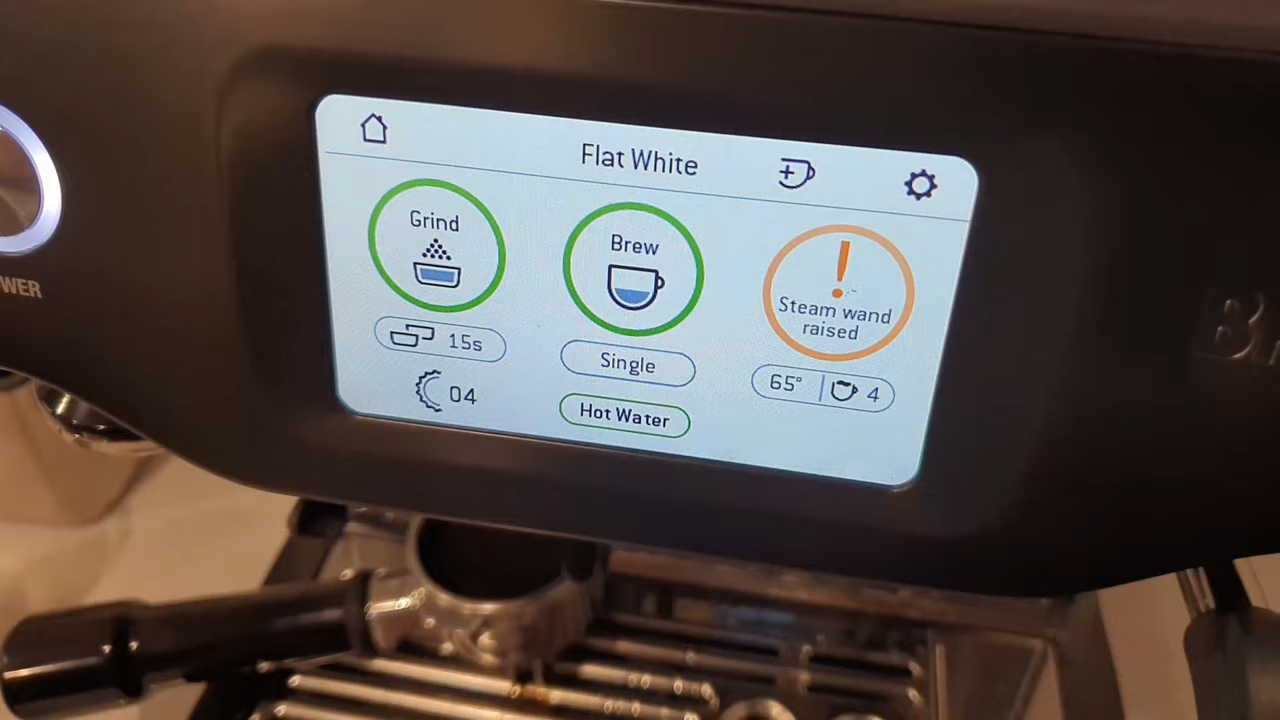 Flat White
Grind
Brew
!
Steam wand
raised
15s
Single
65° 4
04
Hot Water
WER